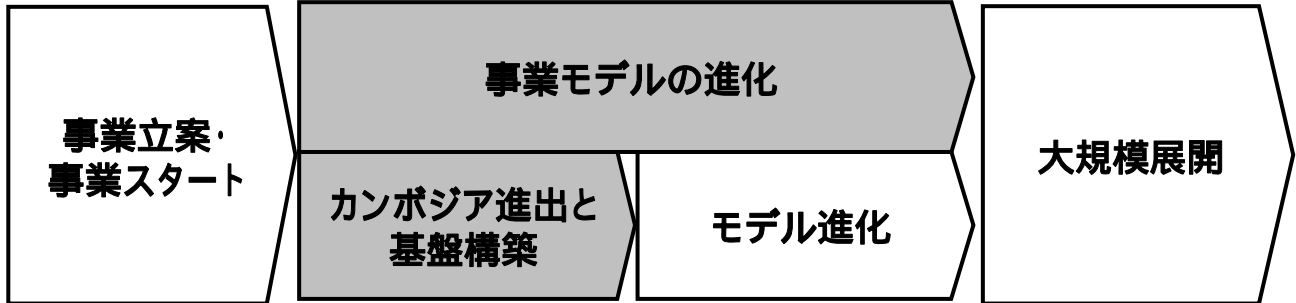 事業立案・
事業スタート
事業モデルの進化
カンボジア進出と
基盤構築
モデル進化
大規模展開